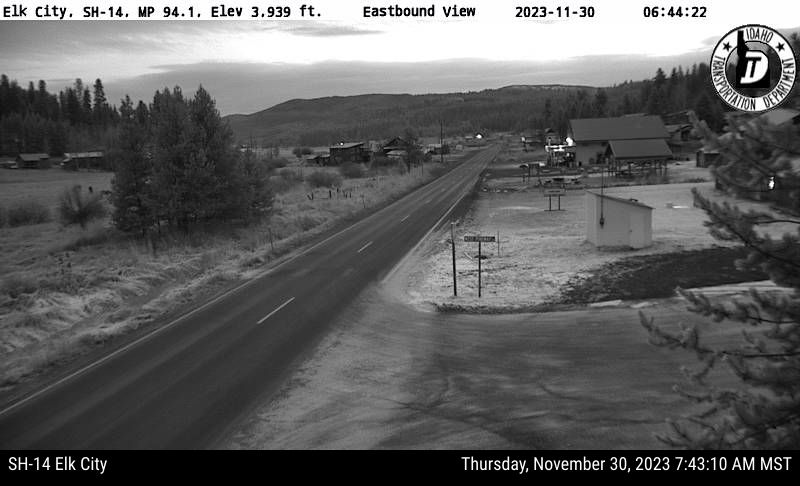 Elk City, SH-14, MP 94.1, Elev 3,939 ft. Eastbound View 2023-11-30 06:44:22
IDAHO
TRANSPORTATION DEPARTMENT
SH-14 Elk City Thursday, November 30, 2023 7:43:10 AM MST